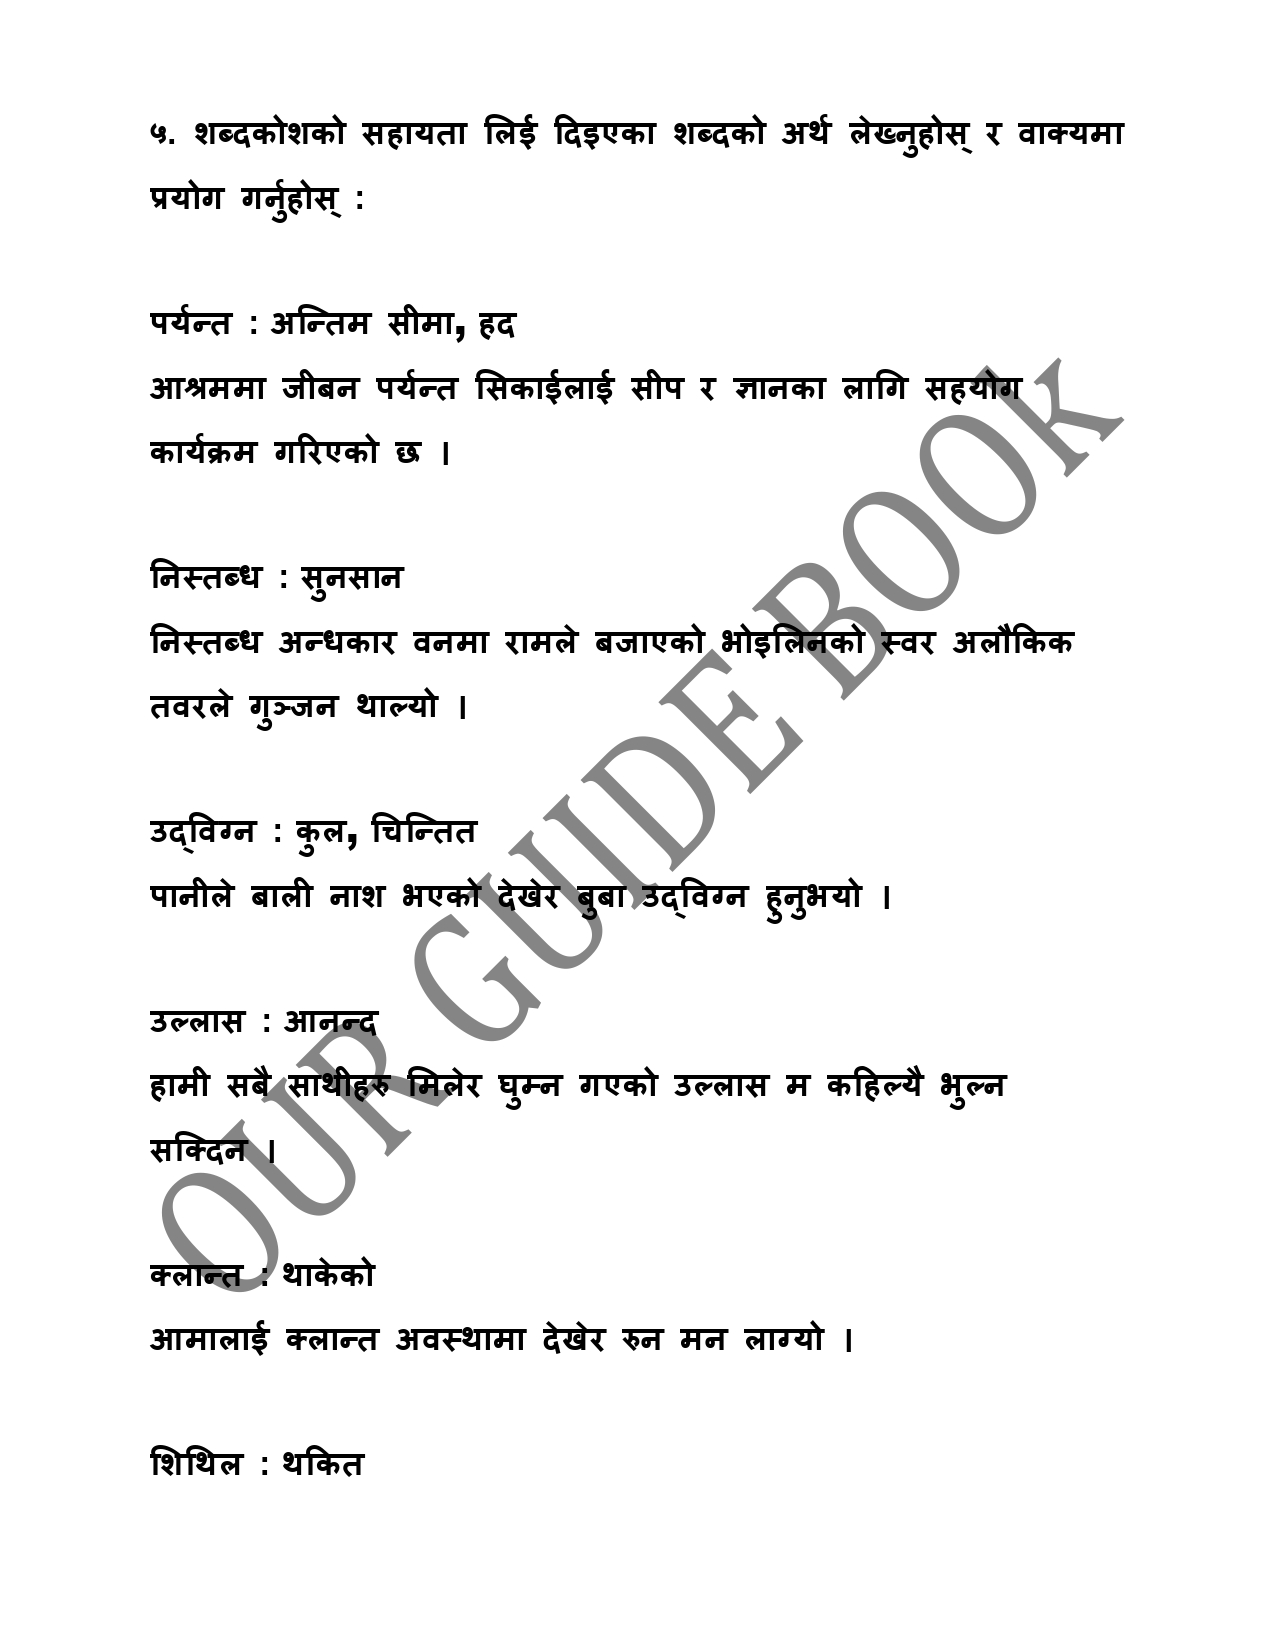 ५. शब्दकोशको सहायता लिई दिइएका शब्दको अर्थ लेख्नुहोस् र वाक्यमा
प्रयोग गर्नुहोस् :
पर्यन्त : अन्तिम सीमा, हद
आश्रममा जीबन पर्यन्त सिकाईलाई सीप र ज्ञानका लागि सहयोग
कार्यक्रम गरिएको छ ।
निस्तब्ध : सुनसान
निस्तब्ध अन्धकार वनमा रामले बजाएको भोइलिनको स्वर अलौकिक
तवरले गुञ्जन थाल्यो ।
उद्विग्न : कुल, चिन्तित
पानीले बाली नाश भएको देखेर बुबा उद्विग्न हुनुभयो ।
उल्लास : आनन्द
हामी सबै साथीहरु मिलेर घुम्न गएको उल्लास म कहिल्यै भुल्न
सक्दिन ।
क्लान्त : थाकेको
आमालाई क्लान्त अवस्थामा देखेर रुन मन लाग्यो ।
शिथिल : थकित
OUR GUIDE BOOk